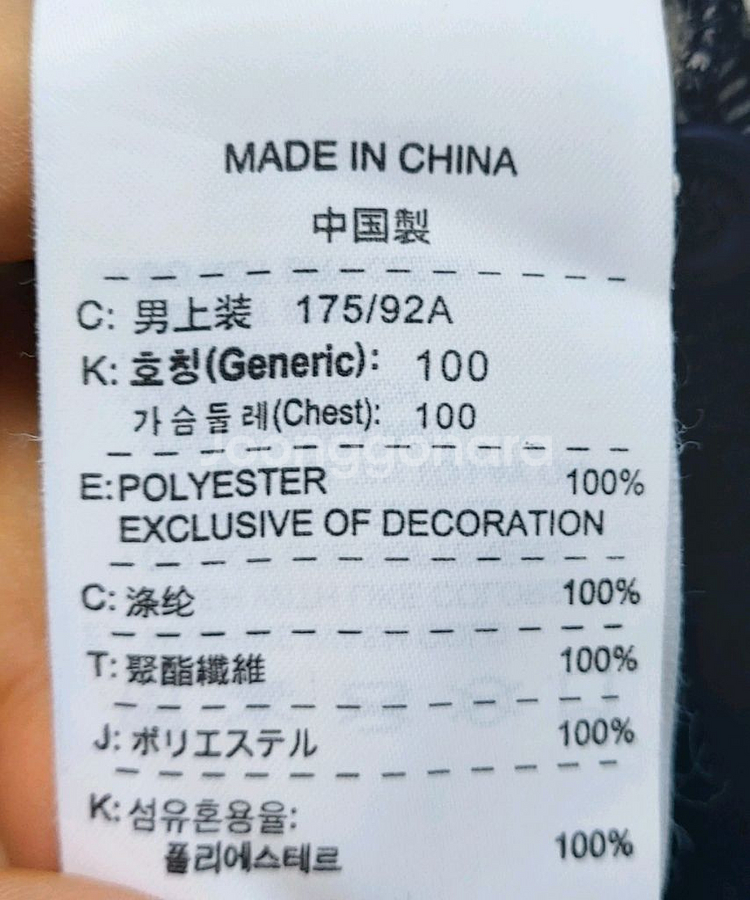 MADE IN CHINA
中国製
C: 男上装 175/92A
K: 호칭(Generic): 100
가슴둘레(Chest): 100
Joonggonara
E:POLYESTER 100%
EXCLUSIVE OF DECORATION
C: 涤纶 100%
T: 聚酯纖維 100%
J: ポリエステル 100%
K: 섬유혼용율:
폴리에스테르 100%